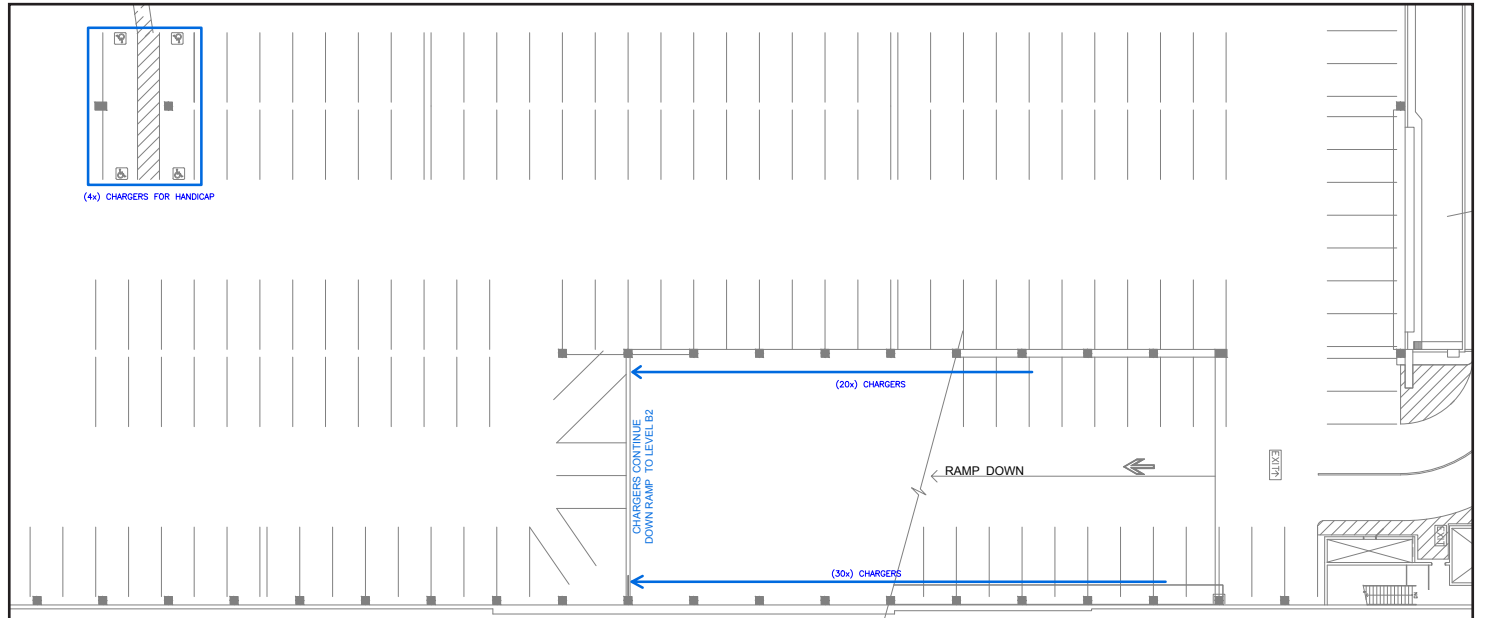 (4x) CHARGERS FOR HANDICAP
(20x) CHARGERS
CHARGERS CONTINUE
DOWN RAMP TO LEVEL B2
RAMP DOWN
EXIT
(30x) CHARGERS